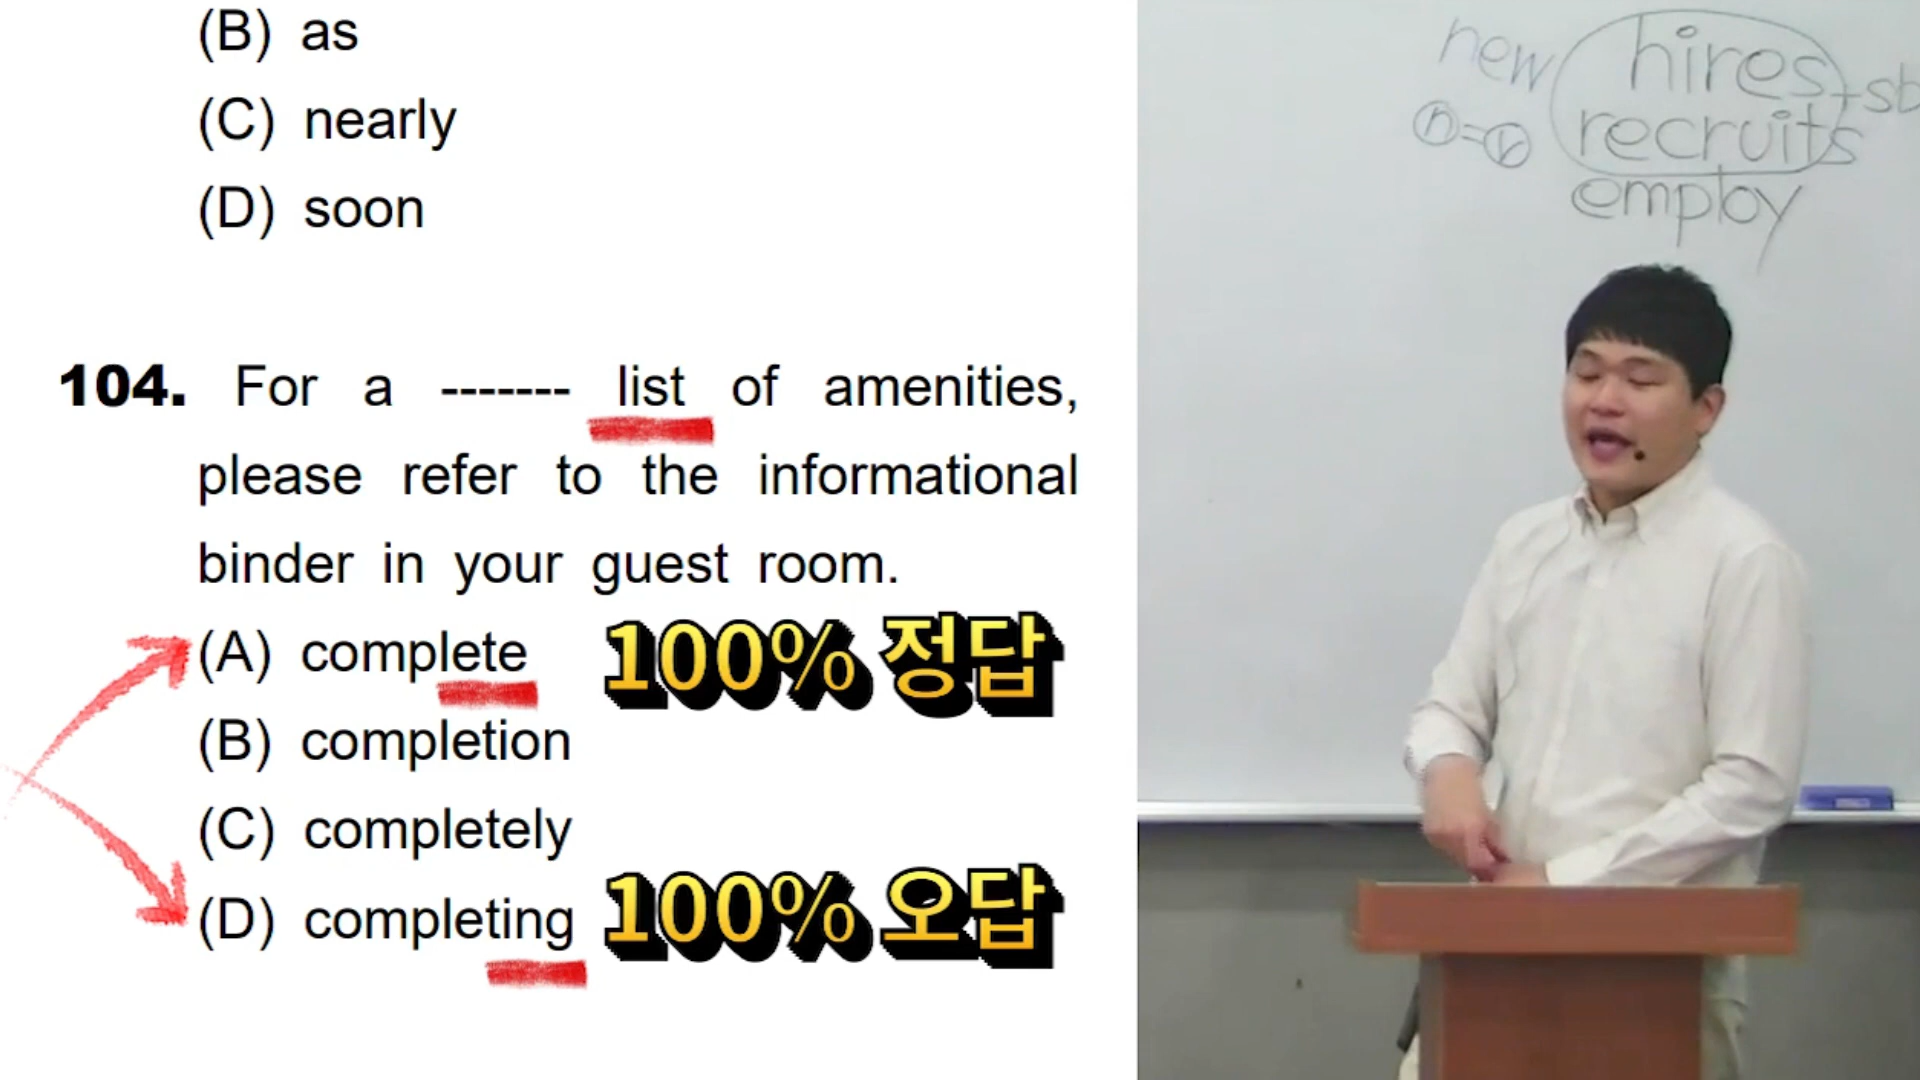 (B) as
(C) nearly
(D) soon
104. For a ------- list of amenities,
please refer to the informational
binder in your guest room.
(A) complete 100% 정답
(B) completion
(C) completely
(D) completing 100% 오답
new hires +sb
ⓝ=ⓥ recruits
employ